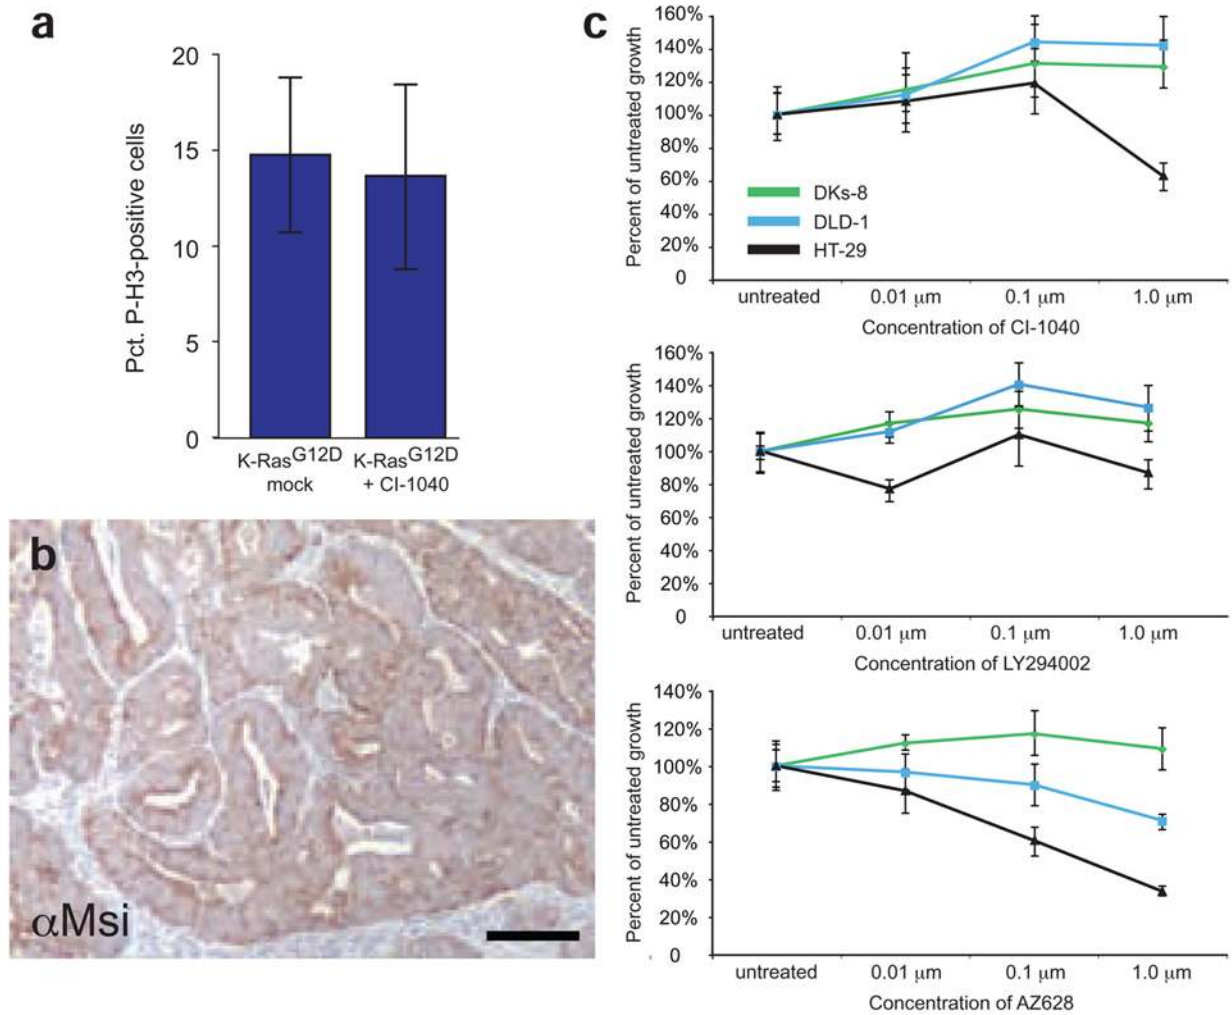 a
20
15
10
5
0
Pct. P-H3-positive cells
K-RasG12D
mock
K-RasG12D
+ CI-1040
b
αMsi
c
160%
140%
120%
100%
80%
60%
40%
20%
0
Percent of untreated growth
DKs-8
DLD-1
HT-29
untreated 0.01 μm 0.1 μm 1.0 μm
Concentration of CI-1040
160%
140%
120%
100%
80%
60%
40%
20%
0
Percent of untreated growth
untreated 0.01 μm 0.1 μm 1.0 μm
Concentration of LY294002
140%
120%
100%
80%
60%
40%
20%
0
Percent of untreated growth
untreated 0.01 μm 0.1 μm 1.0 μm
Concentration of AZ628